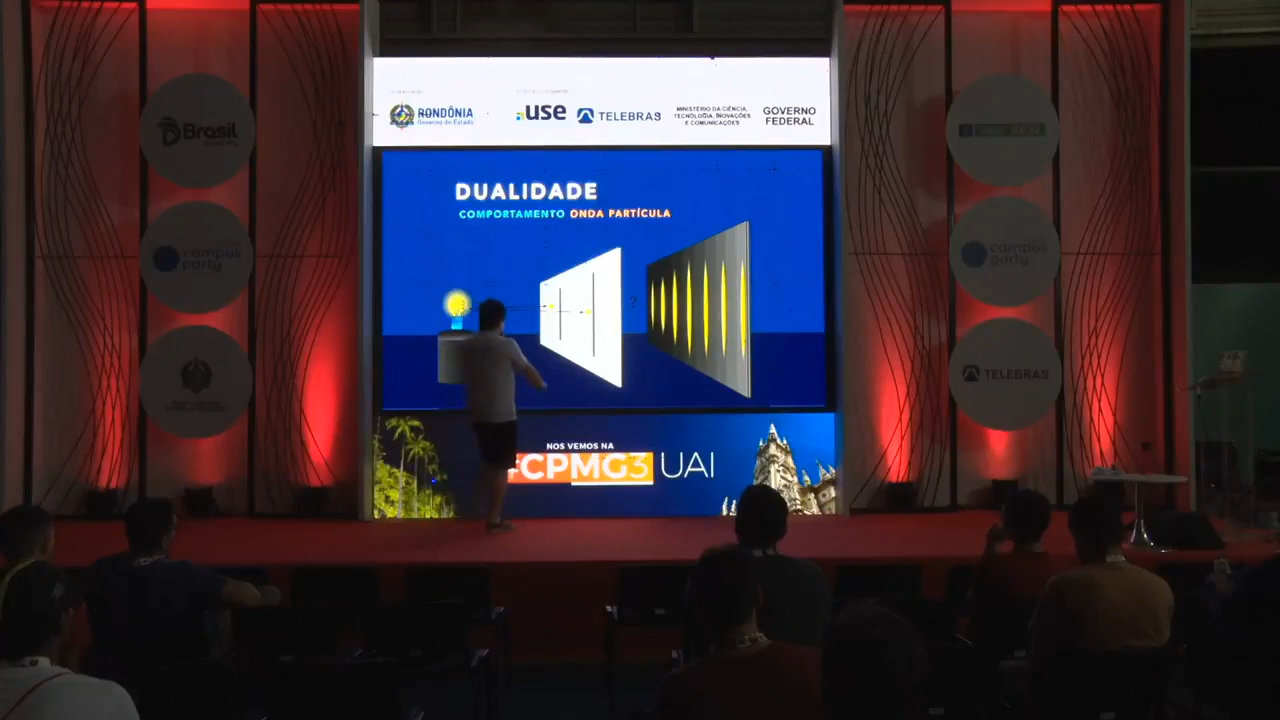 RONDÔNIA
Governo do Estado
use
TELEBRAS
MINISTÉRIO DA CIÊNCIA,
TECNOLOGIA, INOVAÇÕES
E COMUNICAÇÕES
GOVERNO
FEDERAL
Brasil
campus
party
DUALIDADE
COMPORTAMENTO ONDA PARTÍCULA
?
campus
party
TELEBRAS
NOS VEMOS NA
#CPMG3 UAI